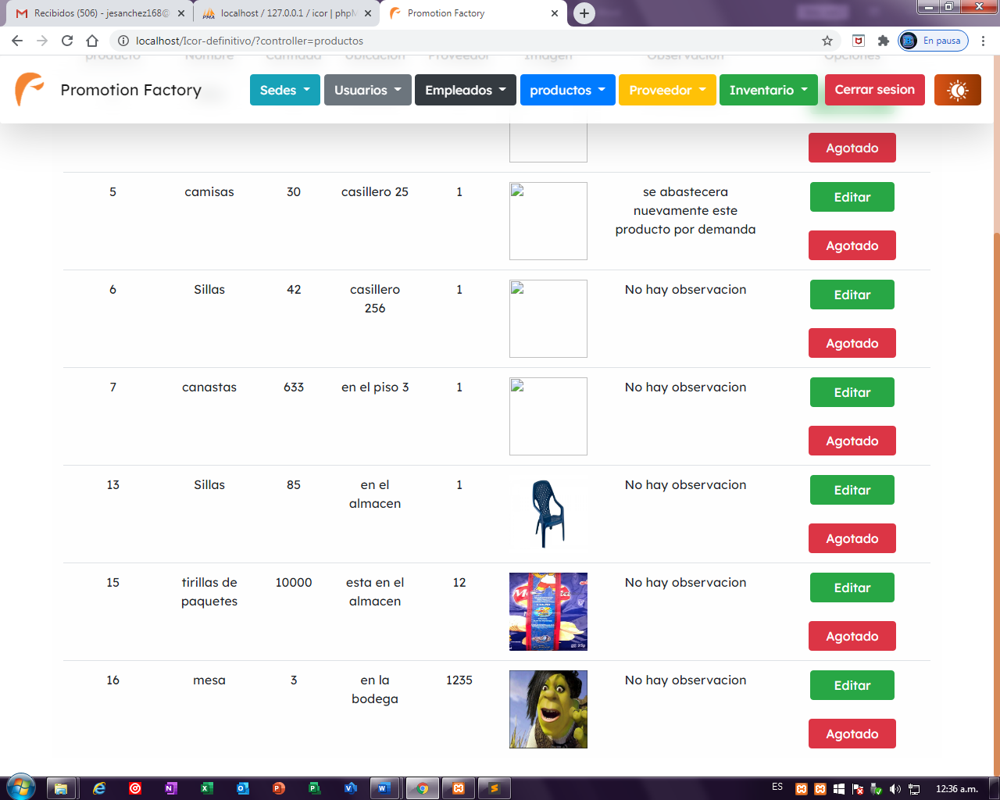 Recibidos (506) - jesanchez168@
localhost / 127.0.0.1 / icor | phpM
Promotion Factory
localhost/Icor-definitivo/?controller=productos
En pausa
producto Nombre Cantidad Ubicacion Proveedor Imagen Observacion Opciones
Promotion Factory
Sedes
Usuarios
Empleados
productos
Proveedor
Inventario
Cerrar sesion
Agotado
5 camisas 30 casillero 25 1 se abastecera
nuevamente este
producto por demanda
Editar
Agotado
6 Sillas 42 casillero
256
1 No hay observacion
Editar
Agotado
7 canastas 633 en el piso 3 1 No hay observacion
Editar
Agotado
13 Sillas 85 en el
almacen
1 No hay observacion
Editar
Agotado
15 tirillas de
paquetes
10000 esta en el
almacen
12 No hay observacion
Editar
Agotado
16 mesa 3 en la
bodega
1235 No hay observacion
Editar
Agotado
ES
12:36 a.m.